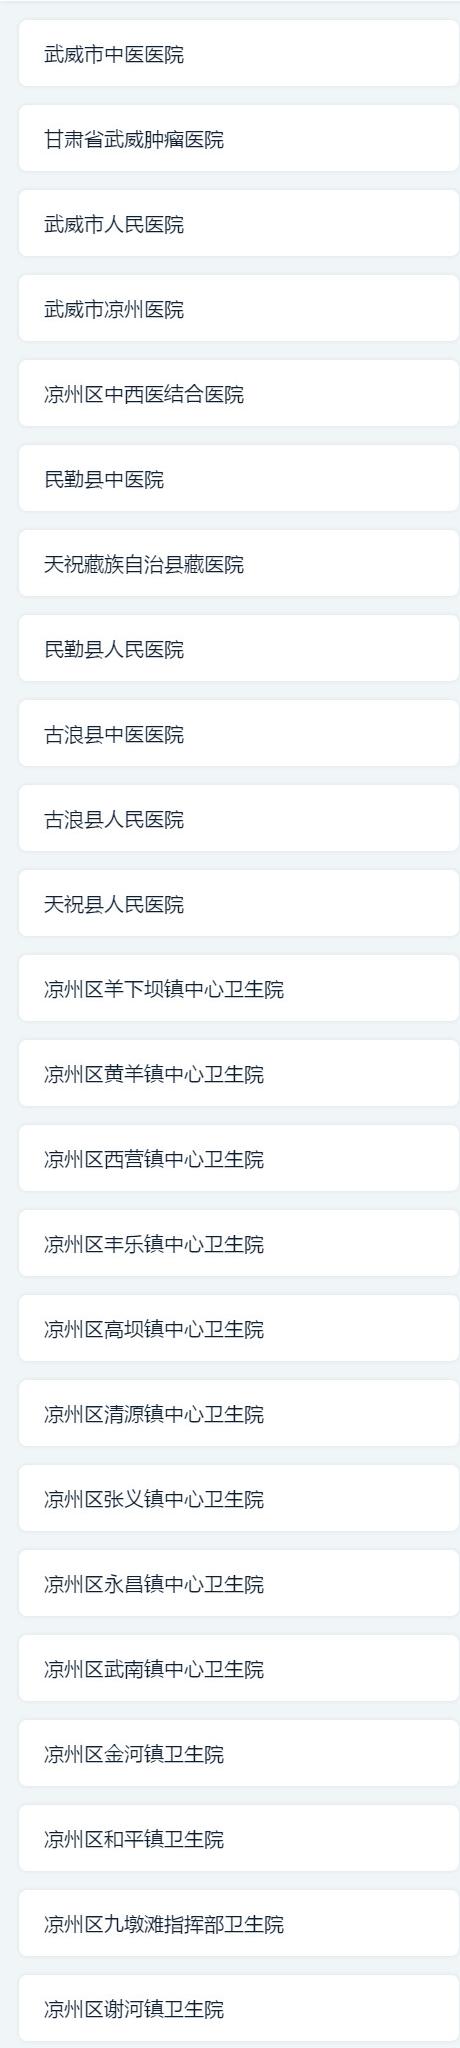 武威市中医医院
甘肃省武威肿瘤医院
武威市人民医院
武威市凉州医院
凉州区中西医结合医院
民勤县中医院
天祝藏族自治县藏医院
民勤县人民医院
古浪县中医医院
古浪县人民医院
天祝县人民医院
凉州区羊下坝镇中心卫生院
凉州区黄羊镇中心卫生院
凉州区西营镇中心卫生院
凉州区丰乐镇中心卫生院
凉州区高坝镇中心卫生院
凉州区清源镇中心卫生院
凉州区张义镇中心卫生院
凉州区永昌镇中心卫生院
凉州区武南镇中心卫生院
凉州区金河镇卫生院
凉州区和平镇卫生院
凉州区九墩滩指挥部卫生院
凉州区谢河镇卫生院